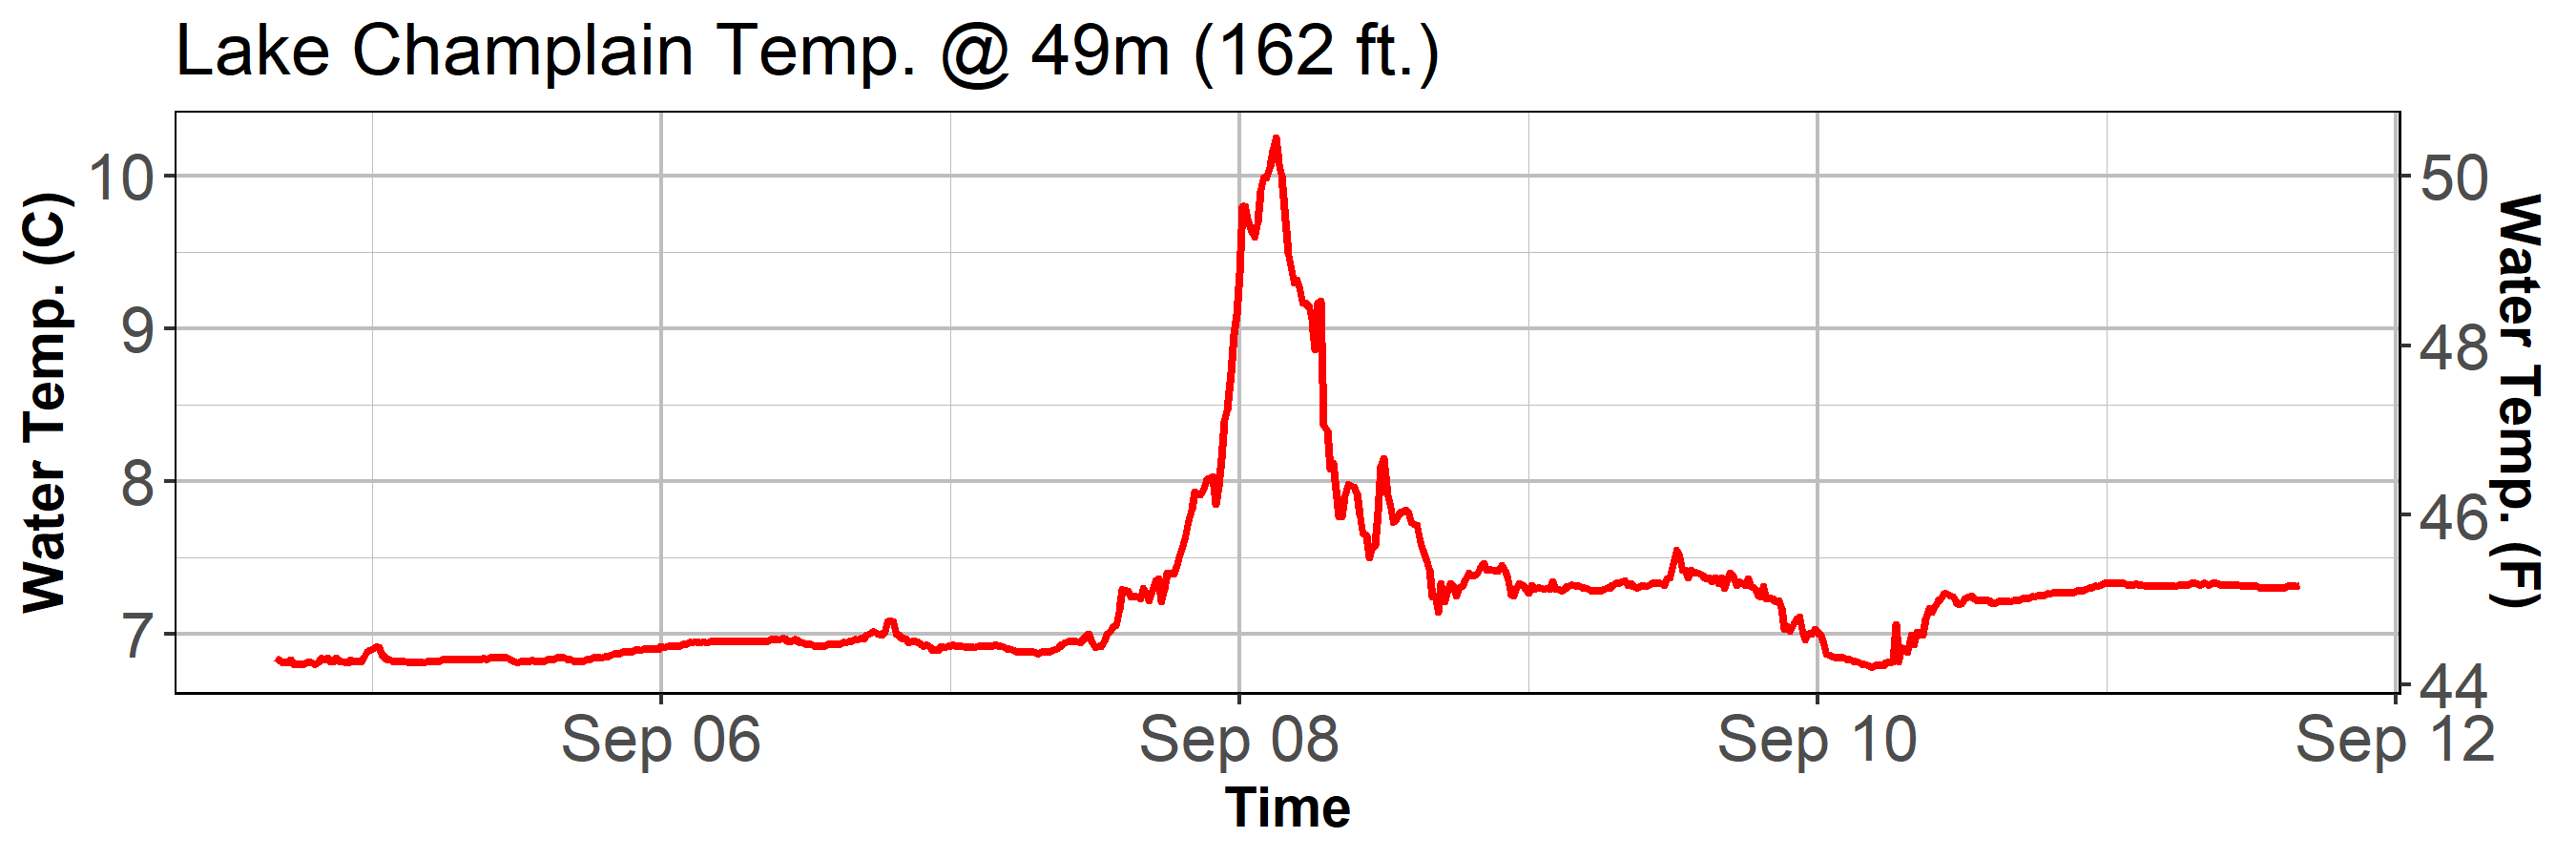 Lake Champlain Temp. @ 49m (162 ft.)
Water Temp. (C)
10
9
8
7
50
48
46
44
Water Temp. (F)
Sep 06 Sep 08 Sep 10 Sep 12
Time